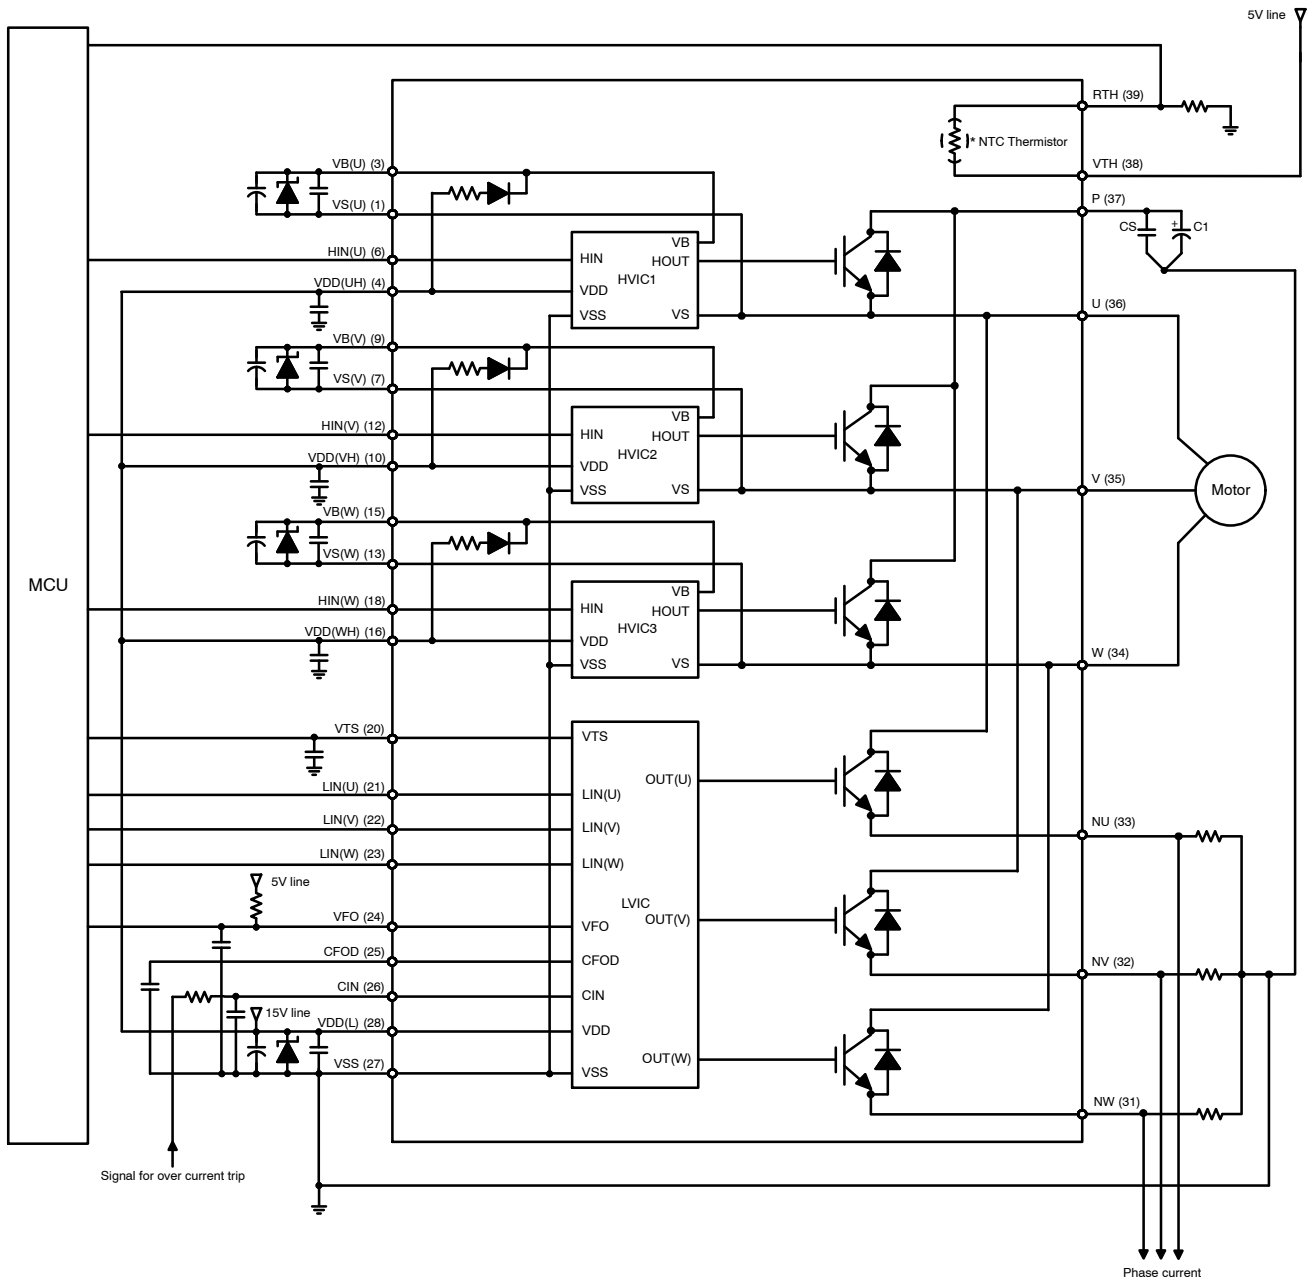 5V line
RTH (39)
* NTC Thermistor
VTH (38)
VB(U) (3)
VS(U) (1)
P (37)
CS
+
C1
HIN(U) (6)
VDD(UH) (4)
HIN
VDD
VSS
HVIC1
VB
HOUT
VS
U (36)
VB(V) (9)
VS(V) (7)
HIN(V) (12)
VDD(VH) (10)
HIN
VDD
VSS
HVIC2
VB
HOUT
VS
V (35)
Motor
VB(W) (15)
VS(W) (13)
MCU
HIN(W) (18)
VDD(WH) (16)
HIN
VDD
VSS
HVIC3
VB
HOUT
VS
W (34)
VTS (20)
VTS
OUT(U)
LIN(U) (21)
LIN(U)
LIN(V) (22)
LIN(V)
NU (33)
LIN(W) (23)
LIN(W)
5V line
LVIC
VFO (24)
VFO
OUT(V)
CFOD (25)
CFOD
NV (32)
CIN (26)
CIN
15V line
VDD(L) (28)
VDD
OUT(W)
VSS (27)
VSS
NW (31)
Signal for over current trip
Phase current